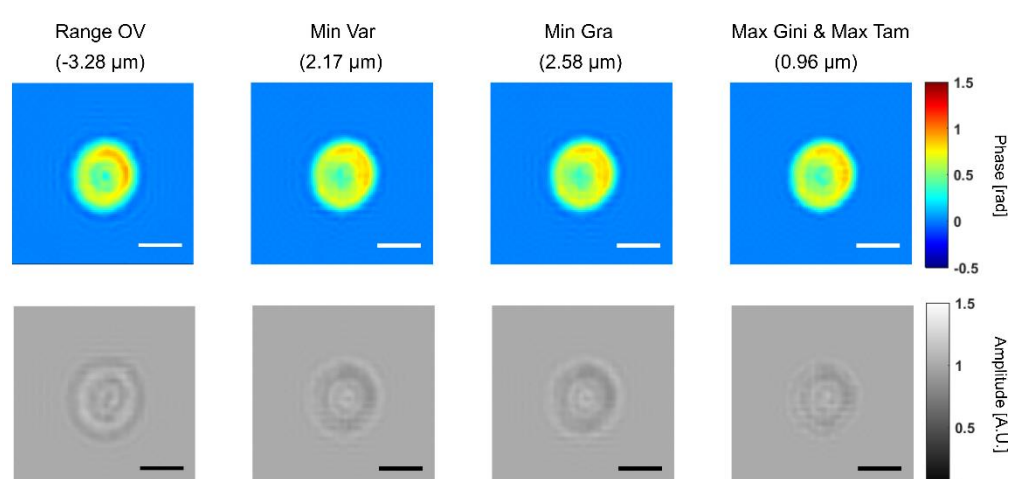 Range OV
(-3.28 µm)
Min Var
(2.17 µm)
Min Gra
(2.58 µm)
Max Gini & Max Tam
(0.96 µm)
1.5
1
0.5
0
-0.5
Phase [rad]
1.5
1
0.5
Amplitude [A.U.]